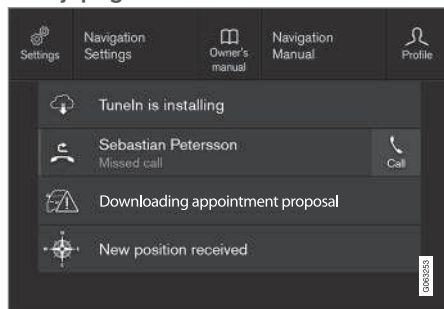 Navigation
Settings
Settings
Owner's
manual
Navigation
Manual
Profile
TuneIn is installing
Sebastian Petersson
Missed call
Call
Downloading appointment proposal
New position received
G063253